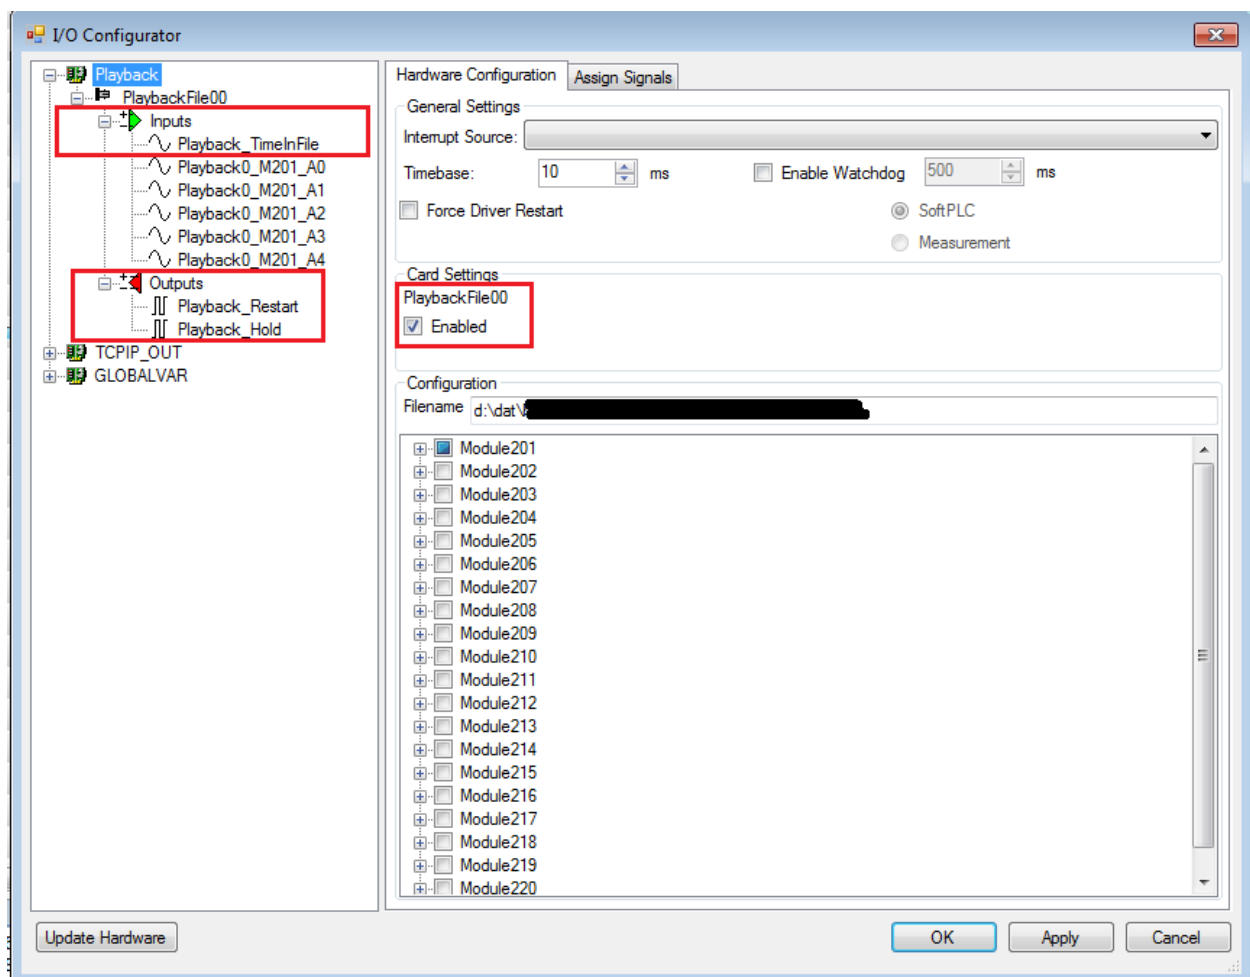 I/O Configurator
Playback
PlaybackFile00
Inputs
Playback_TimeInFile
Playback0_M201_A0
Playback0_M201_A1
Playback0_M201_A2
Playback0_M201_A3
Playback0_M201_A4
Outputs
Playback_Restart
Playback_Hold
TCPIP_OUT
GLOBALVAR
Hardware Configuration Assign Signals
General Settings
Interrupt Source:
Timebase: 10 ms Enable Watchdog 500 ms
Force Driver Restart SoftPLC
Measurement
Card Settings
PlaybackFile00
Enabled
Configuration
Filename d:\dat\
Module201
Module202
Module203
Module204
Module205
Module206
Module207
Module208
Module209
Module210
Module211
Module212
Module213
Module214
Module215
Module216
Module217
Module218
Module219
Module220
Update Hardware OK Apply Cancel